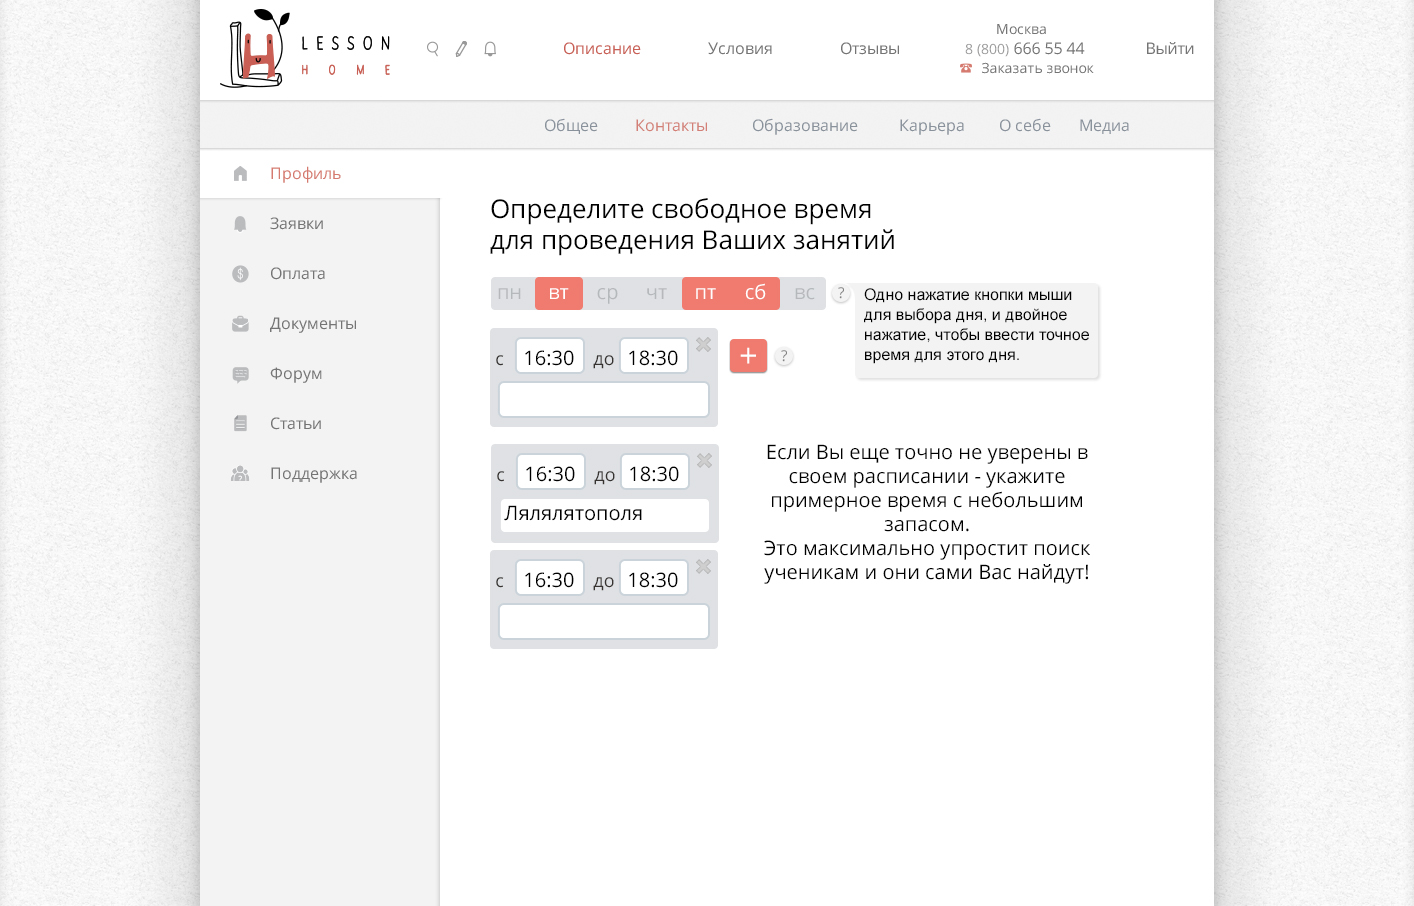 LESSON
HOME
Описание
Условия
Отзывы
Москва
8 (800) 666 55 44
Заказать звонок
Выйти
Общее
Контакты
Образование
Карьера
О себе
Медиа
Профиль
Заявки
Оплата
Документы
Форум
Статьи
Поддержка
Определите свободное время
для проведения Ваших занятий
пн вт ср чт пт сб вс ?
Одно нажатие кнопки мыши
для выбора дня, и двойное
нажатие, чтобы ввести точное
время для этого дня.
с 16:30 до 18:30
+ ?
с 16:30 до 18:30
Лялялятополя
с 16:30 до 18:30
Если Вы еще точно не уверены в
своем расписании - укажите
примерное время с небольшим
запасом.
Это максимально упростит поиск
ученикам и они сами Вас найдут!